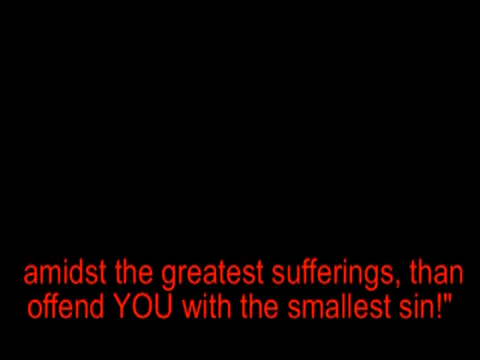 amidst the greatest sufferings, than
offend YOU with the smallest sin!"